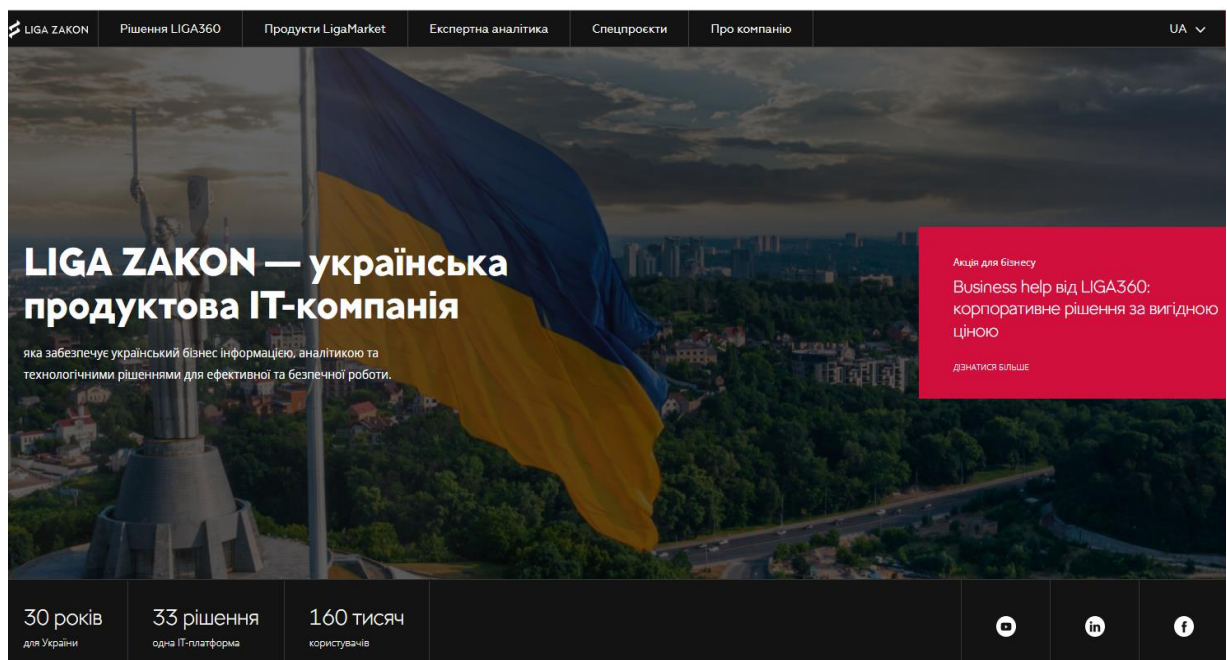 LIGA ZAKON
Рішення LIGA360
Продукти LigaMarket
Експертна аналітика
Спецпроєкти
Про компанію
UA
LIGA ZAKON — українська
продуктова IT-компанія
яка забезпечує український бізнес інформацією, аналітикою та
технологічними рішеннями для ефективної та безпечної роботи.
Акція для бізнесу
Business help від LIGA360:
корпоративне рішення за вигідною
ціною
ДІЗНАТИСЯ БІЛЬШЕ
30 років
для України
33 рішення
одна IT-платформа
160 тисяч
користувачів
in
f